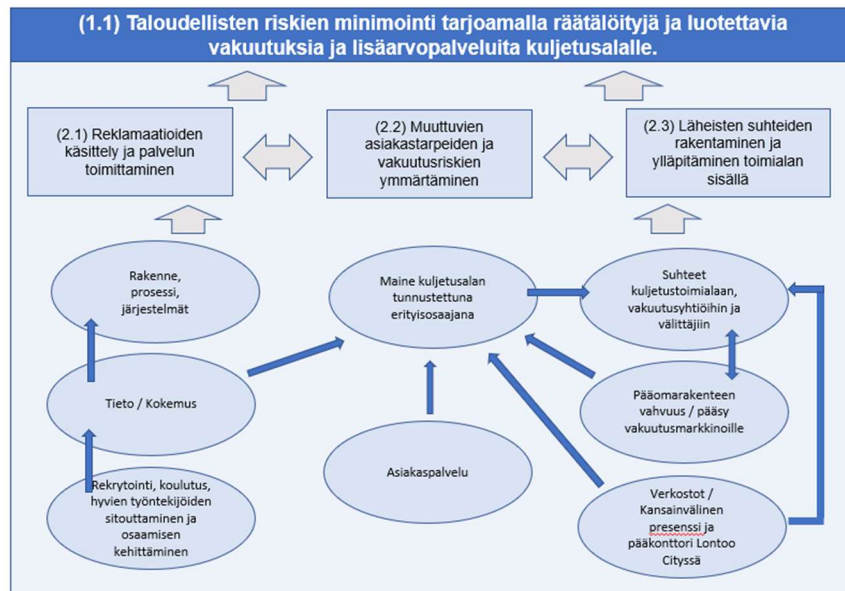 (1.1) Taloudellisten riskien minimointi tarjoamalla räätälöityjä ja luotettavia
vakuutuksia ja lisäarvopalveluita kuljetusalalle.
(2.1) Reklamaatioiden
käsittely ja palvelun
toimittaminen
(2.2) Muuttuvien
asiakastarpeiden ja
vakuutusriskien
ymmärtäminen
(2.3) Läheisten suhteiden
rakentaminen ja
ylläpitäminen toimialan
sisällä
Rakenne,
prosessi,
järjestelmät
Maine kuljetusalan
tunnustettuna
erityisosaajana
Suhteet
kuljetustoimialaan,
vakuutusyhtiöihin ja
välittäjiin
Tieto / Kokemus
Pääomarakenteen
vahvuus / pääsy
vakuutusmarkkinoille
Asiakaspalvelu
Rekrytointi, koulutus,
hyvien työntekijöiden
sitouttaminen ja
osaamisen
kehittäminen
Verkostot /
Kansainvälinen
presenssi ja
pääkonttori Lontoo
Cityssä